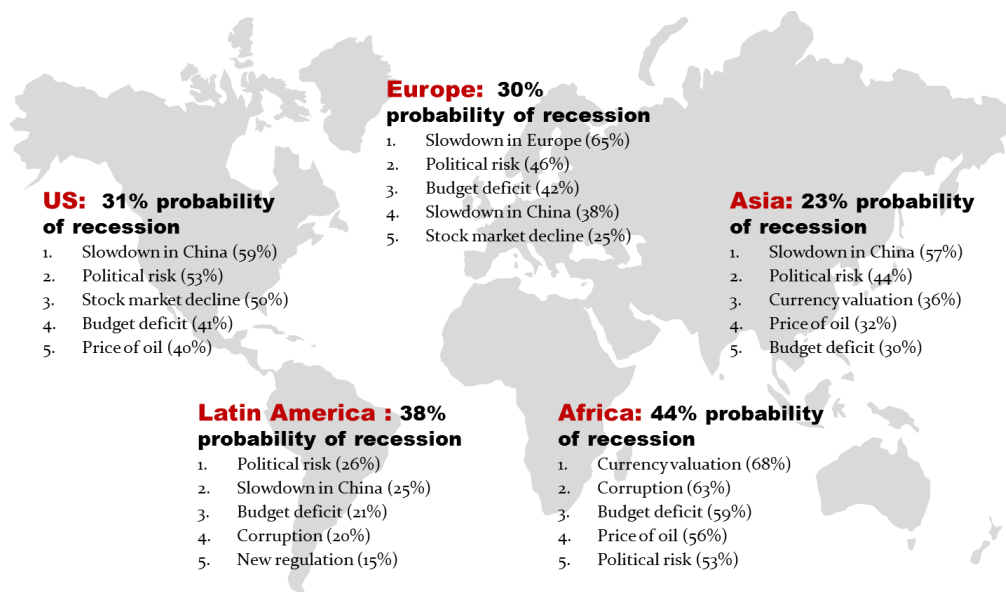 Europe: 30%
probability of recession
1. Slowdown in Europe (65%)
2. Political risk (46%)
3. Budget deficit (42%)
4. Slowdown in China (38%)
5. Stock market decline (25%)
US: 31% probability
of recession
1. Slowdown in China (59%)
2. Political risk (53%)
3. Stock market decline (50%)
4. Budget deficit (41%)
5. Price of oil (40%)
Asia: 23% probability
of recession
1. Slowdown in China (57%)
2. Political risk (44%)
3. Currency valuation (36%)
4. Price of oil (32%)
5. Budget deficit (30%)
Latin America : 38%
probability of recession
1. Political risk (26%)
2. Slowdown in China (25%)
3. Budget deficit (21%)
4. Corruption (20%)
5. New regulation (15%)
Africa: 44% probability
of recession
1. Currency valuation (68%)
2. Corruption (63%)
3. Budget deficit (59%)
4. Price of oil (56%)
5. Political risk (53%)